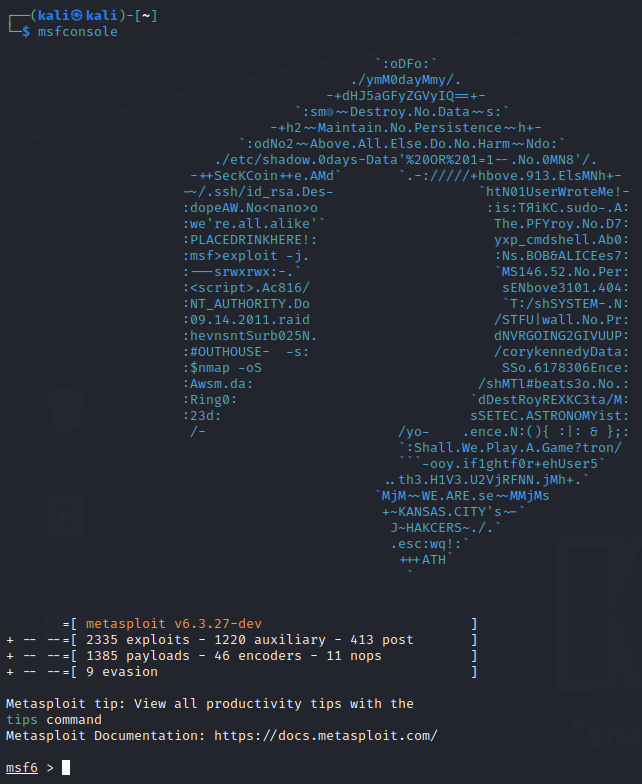 ┌──(kali㉿kali)-[~]
└─$ msfconsole
`:oDFo:`
./ymM0dayMmy/.
-+dHJ5aGFyZGVyIQ==+-
`:sm⊙~~Destroy.No.Data~~s:`
-+h2~~Maintain.No.Persistence~~h+-
`:odNo2~~Above.All.Else.Do.No.Harm~~Ndo:`
./etc/shadow.0days-Data'%20OR%201=1--.No.0MN8'/.
-++SecKCoin++e.AMd` `.-://///+hbove.913.ElsMNh+-
-~/.ssh/id_rsa.Des- `htN01UserWroteMe!-
:dopeAW.No<nano>o :is:TЯiKC.sudo-.A:
:we're.all.alike'` The.PFYroy.No.D7:
:PLACEDRINKHERE!: yxp_cmdshell.Ab0:
:msf>exploit -j. :Ns.BOB&ALICEes7:
:---srwxrwx:-.` `MS146.52.No.Per:
:<script>.Ac816/ sENbove3101.404:
:NT_AUTHORITY.Do `T:/shSYSTEM-.N:
:09.14.2011.raid /STFU|wall.No.Pr:
:hevnsntSurb025N. dNVRGOING2GIVUUP:
:#OUTHOUSE- -s: /corykennedyData:
:$nmap -oS SSo.6178306Ence:
:Awsm.da: /shMTl#beats3o.No.:
:Ring0: `dDestRoyREXKC3ta/M:
:23d: sSETEC.ASTRONOMYist:
/- /yo- .ence.N:(){ :|: & };:
`:Shall.We.Play.A.Game?tron/
```-ooy.if1ghtf0r+ehUser5`
..th3.H1V3.U2VjRFNN.jMh+.`
`MjM~~WE.ARE.se~~MMjMs
+~KANSAS.CITY's~-`
J~HAKCERS~./.`
.esc:wq!:`
+++ATH`
`
=[ metasploit v6.3.27-dev ]
+ -- --=[ 2335 exploits - 1220 auxiliary - 413 post ]
+ -- --=[ 1385 payloads - 46 encoders - 11 nops ]
+ -- --=[ 9 evasion ]
Metasploit tip: View all productivity tips with the
tips command
Metasploit Documentation: https://docs.metasploit.com/
msf6 >